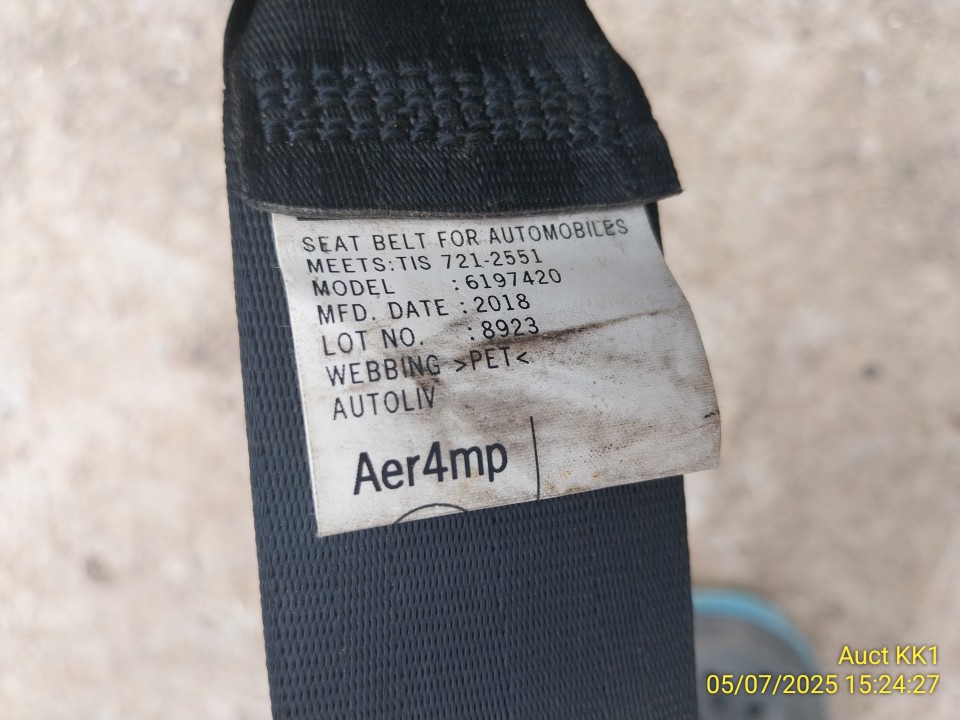 SEAT BELT FOR AUTOMOBILES
MEETS:TIS 721-2551
MODEL :6197420
MFD. DATE :2018
LOT NO. :8923
WEBBING >PET<
AUTOLIV
Aer4mp
Auct KK1
05/07/2025 15:24:27